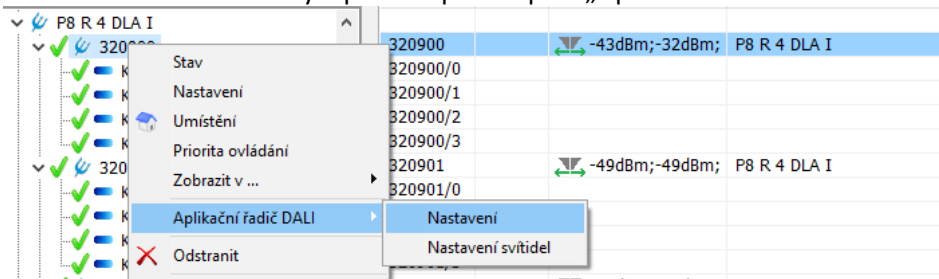 P8 R 4 DLA I
320900 320900 -43dBm;-32dBm; P8 R 4 DLA I
K 320900/0
K 320900/1
K 320900/2
K 320900/3
320 320901 -49dBm;-49dBm; P8 R 4 DLA I
K 320901/0
K
K
K
Stav
Nastavení
Umístění
Priorita ovládání
Zobrazit v ...
Aplikační řadič DALI
Odstranit
Nastavení
Nastavení svítidel